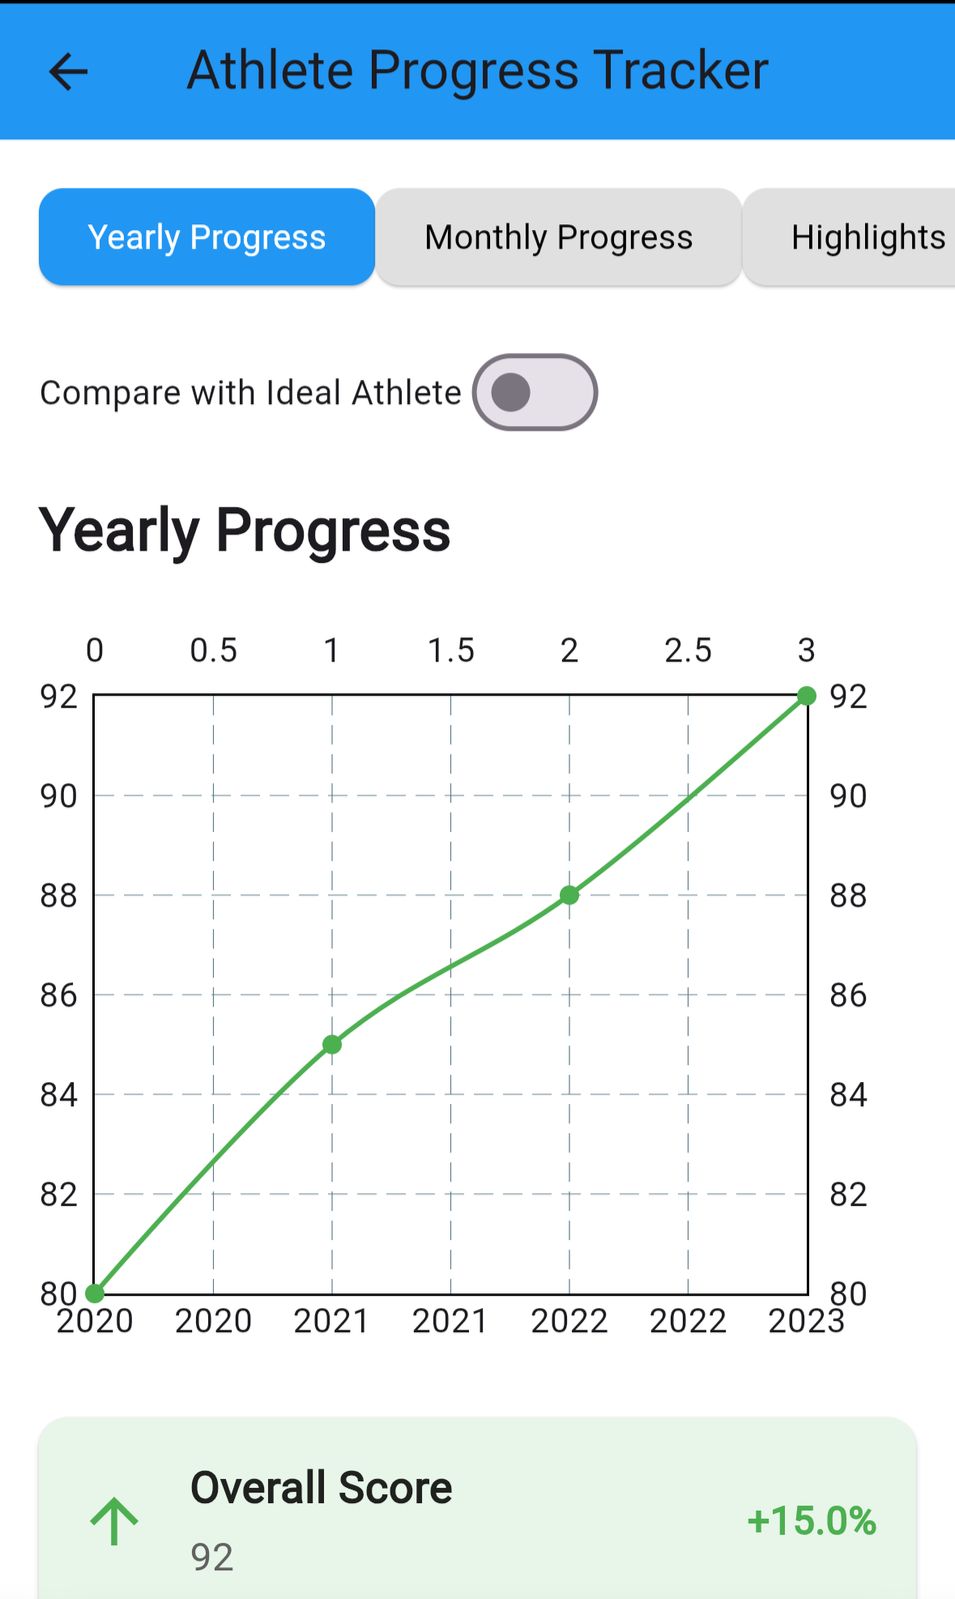 Athlete Progress Tracker
Yearly Progress
Monthly Progress
Highlights
Compare with Ideal Athlete
Yearly Progress
0 0.5 1 1.5 2 2.5 3
92 92
90 90
88 88
86 86
84 84
82 82
80 80
2020 2020 2021 2021 2022 2022 2023
Overall Score
+15.0%
92